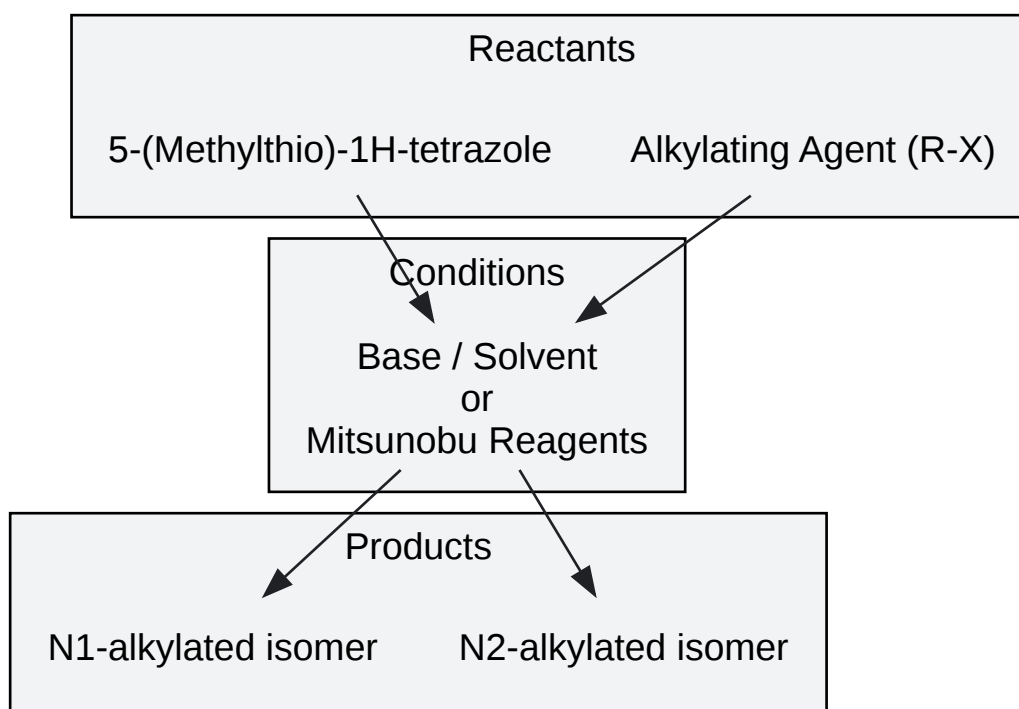 Reactants
5-(Methylthio)-1H-tetrazole
Alkylating Agent (R-X)
Conditions
Base / Solvent
or
Mitsunobu Reagents
Products
N1-alkylated isomer
N2-alkylated isomer